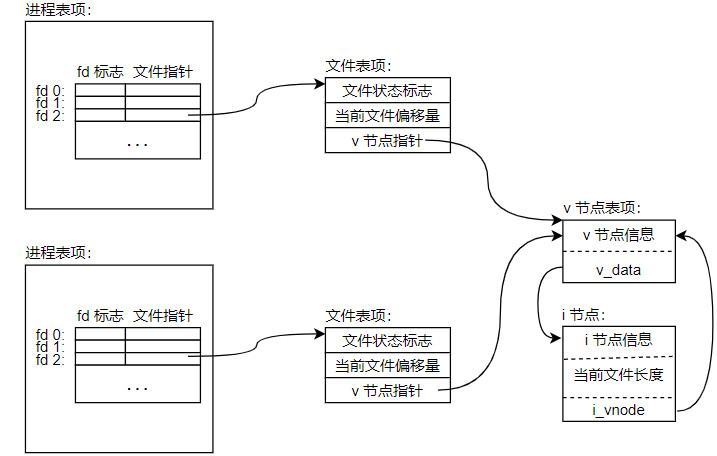 进程表项：
fd 标志 文件指针
fd 0:
fd 1:
fd 2:
...
文件表项：
文件状态标志
当前文件偏移量
v 节点指针
v 节点表项：
v 节点信息
v_data
i 节点：
i 节点信息
当前文件长度
i_vnode
进程表项：
fd 标志 文件指针
fd 0:
fd 1:
fd 2:
...
文件表项：
文件状态标志
当前文件偏移量
v 节点指针